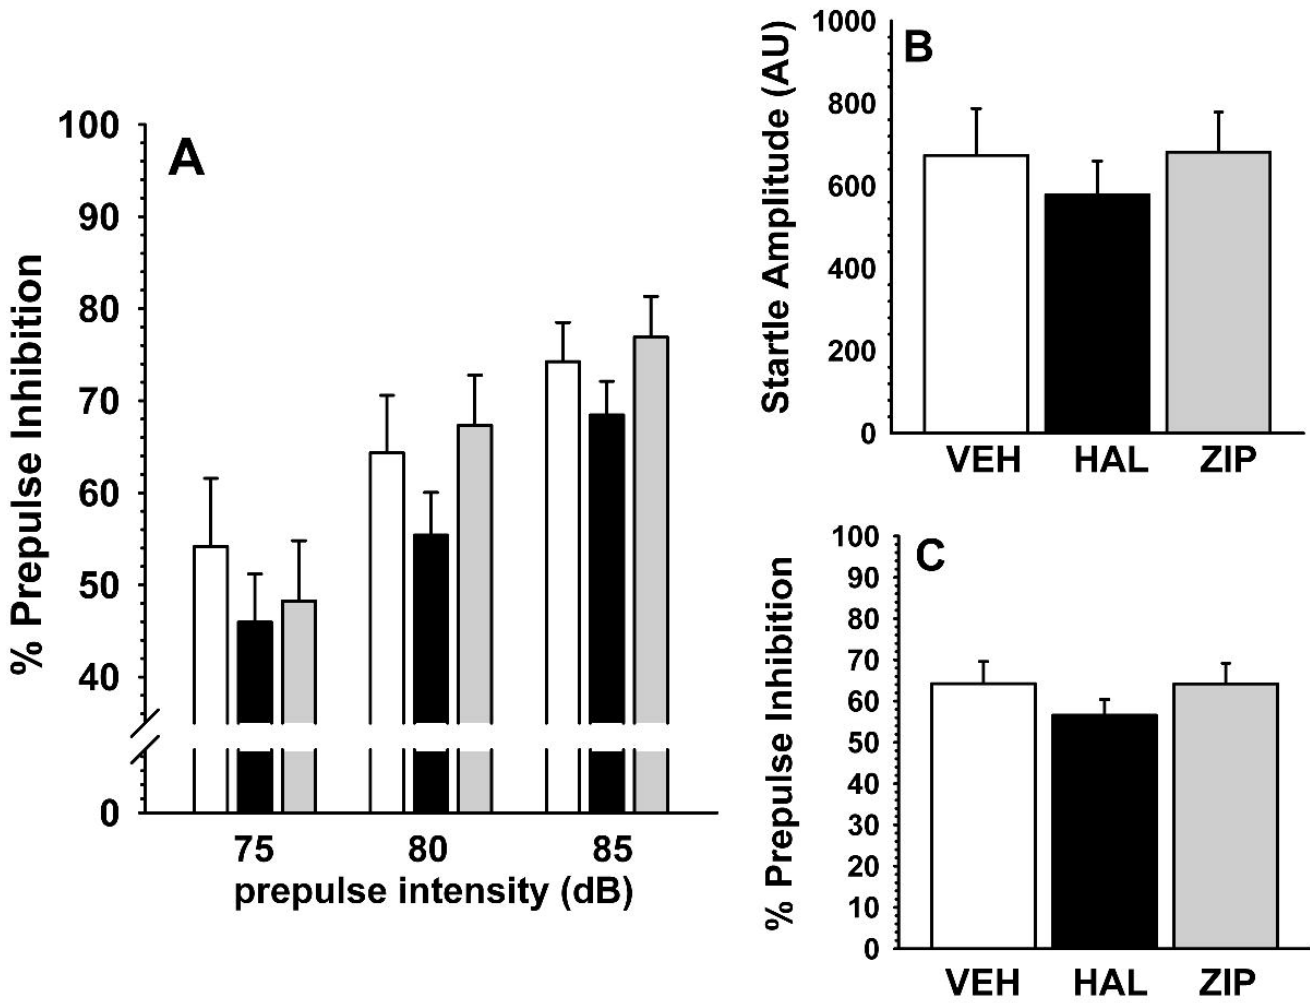 A
% Prepulse Inhibition
100
90
80
70
60
50
40
0
75 80 85
prepulse intensity (dB)
B
Startle Amplitude (AU)
1000
800
600
400
200
0
VEH HAL ZIP
C
% Prepulse Inhibition
100
90
80
70
60
50
40
30
20
10
0
VEH HAL ZIP